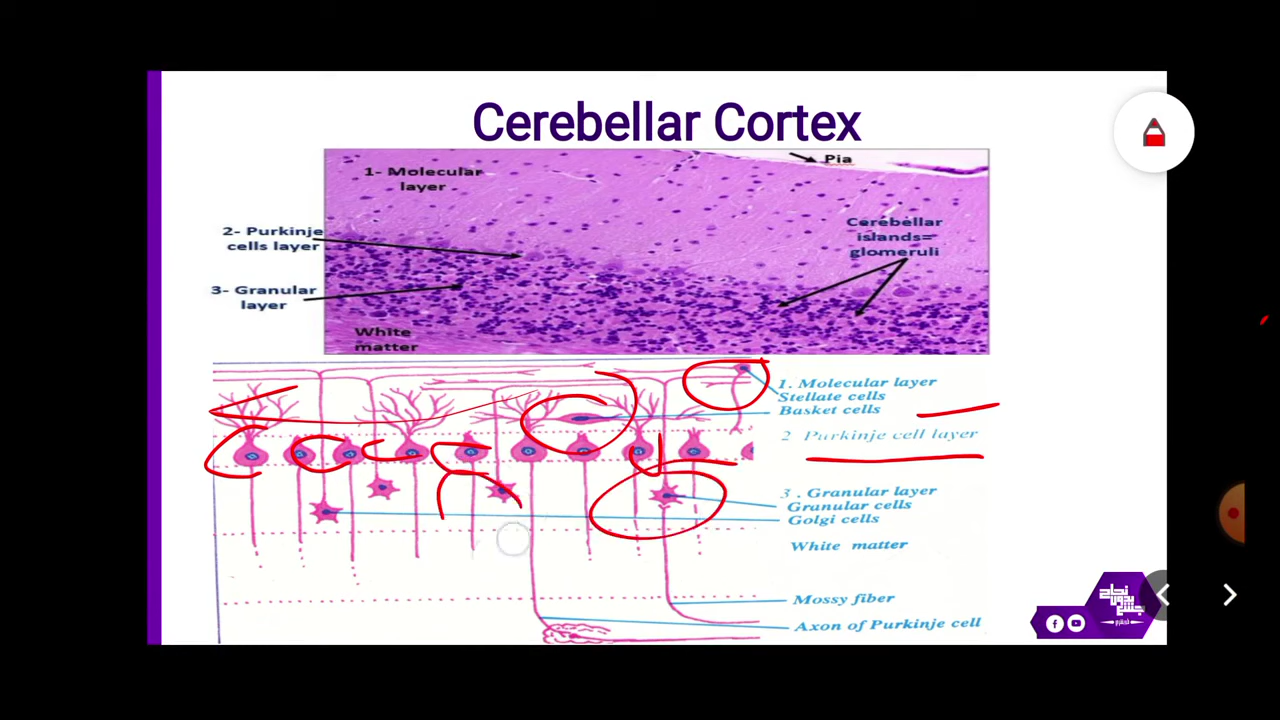 Cerebellar Cortex
Pia
1- Molecular
layer
2- Purkinje
cells layer
Cerebellar
islands=
glomeruli
3- Granular
layer
White
matter
1. Molecular layer
Stellate cells
Basket cells
2 Purkinje cell layer
3 . Granular layer
Granular cells
Golgi cells
White matter
Mossy fiber
Axon of Purkinje cell